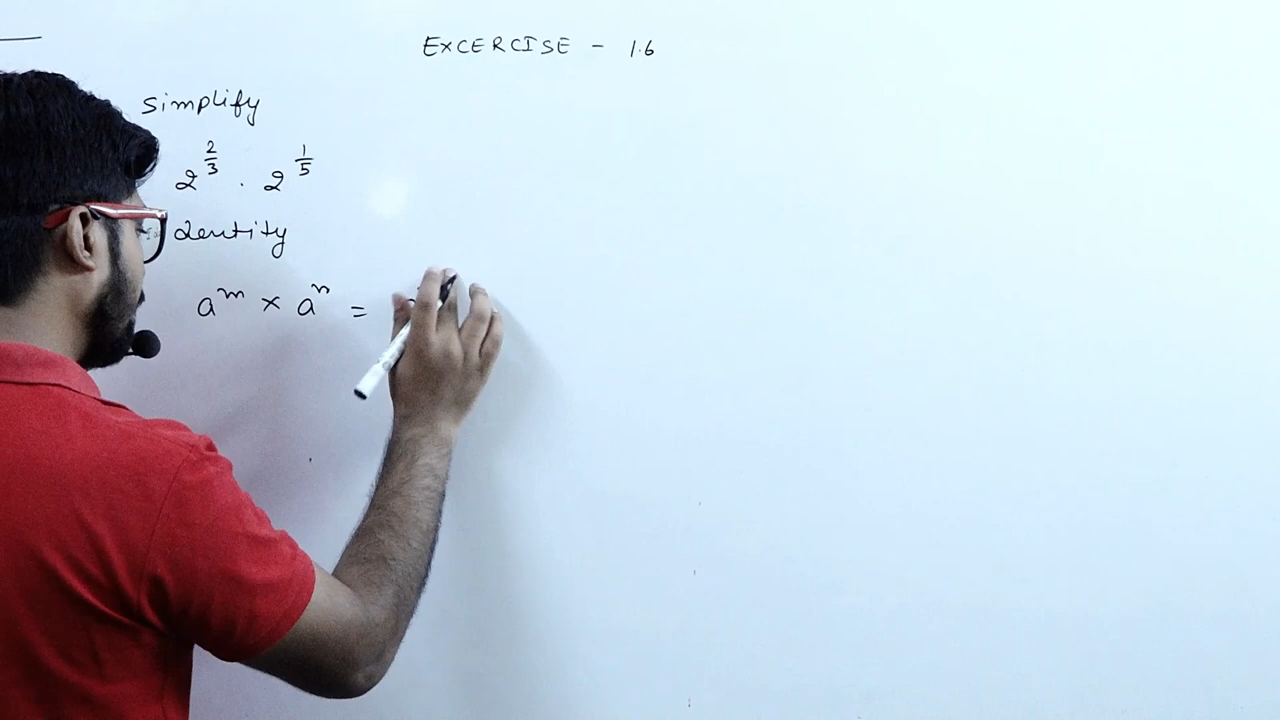 EXCERCISE - 1.6
simplify
2^{2/3} . 2^{1/5}
dentity
a^m × a^n =